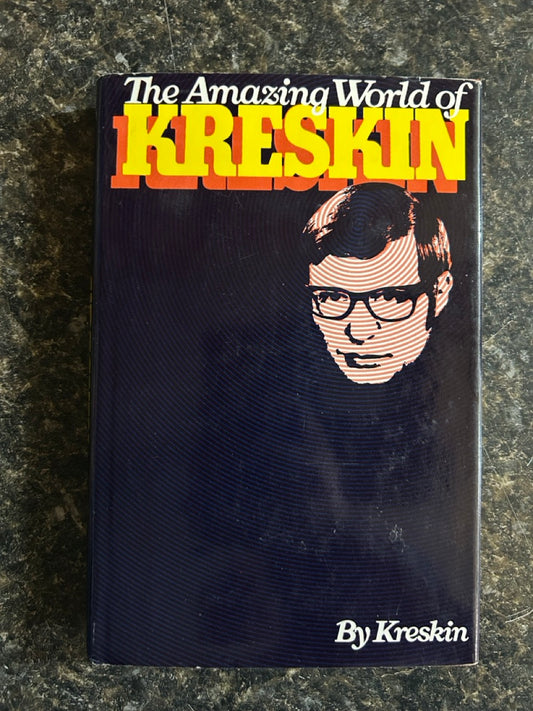 The Amazing World of
KRESKIN
By Kreskin